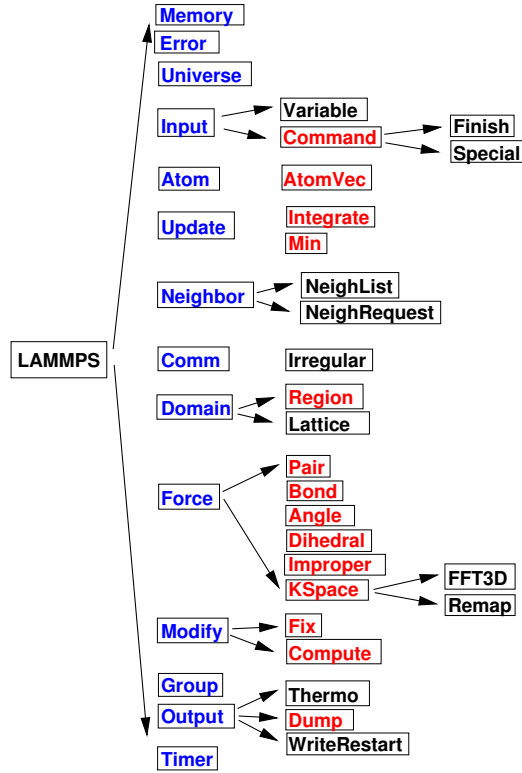 Memory
Error
Universe
Input
Variable
Command
Finish
Special
Atom
AtomVec
Update
Integrate
Min
Neighbor
NeighList
NeighRequest
LAMMPS
Comm
Irregular
Domain
Region
Lattice
Force
Pair
Bond
Angle
Dihedral
Improper
KSpace
FFT3D
Remap
Modify
Fix
Compute
Group
Output
Thermo
Dump
WriteRestart
Timer